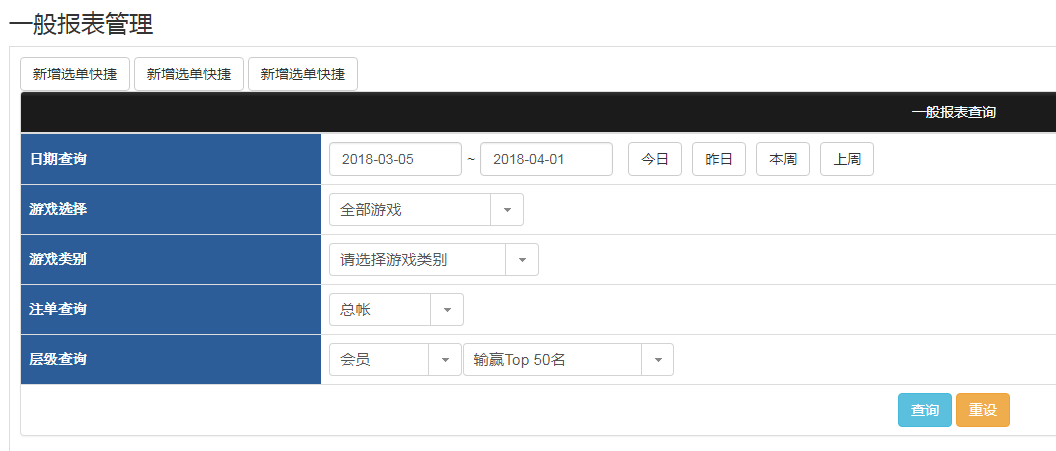 一般报表管理
新增选单快捷 新增选单快捷 新增选单快捷
一般报表查询
日期查询 2018-03-05 ~ 2018-04-01 今日 昨日 本周 上周
游戏选择 全部游戏
游戏类别 请选择游戏类别
注单查询 总帐
层级查询 会员 输赢Top 50名
查询 重设